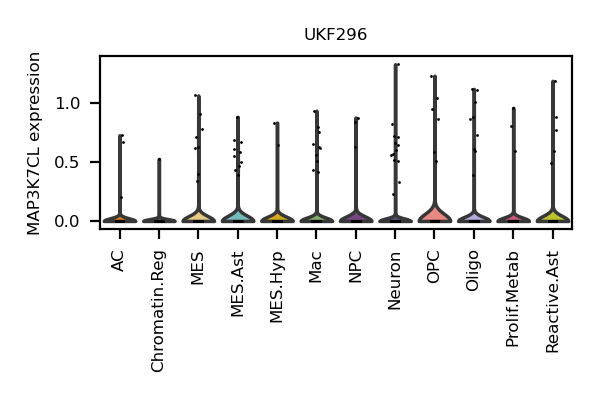 UKF296
MAP3K7CL expression
1.0
0.5
0.0
AC
Chromatin.Reg
MES
MES.Ast
MES.Hyp
Mac
NPC
Neuron
OPC
Oligo
Prolif.Metab
Reactive.Ast